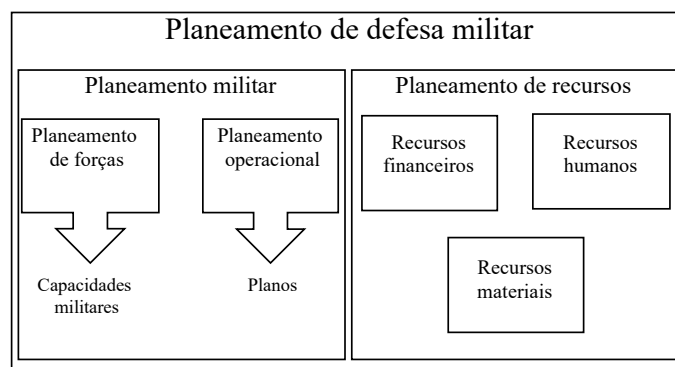 Planeamento de defesa militar
Planeamento militar
Planeamento
de forças
Planeamento
operacional
Capacidades
militares
Planos
Planeamento de recursos
Recursos
financeiros
Recursos
humanos
Recursos
materiais